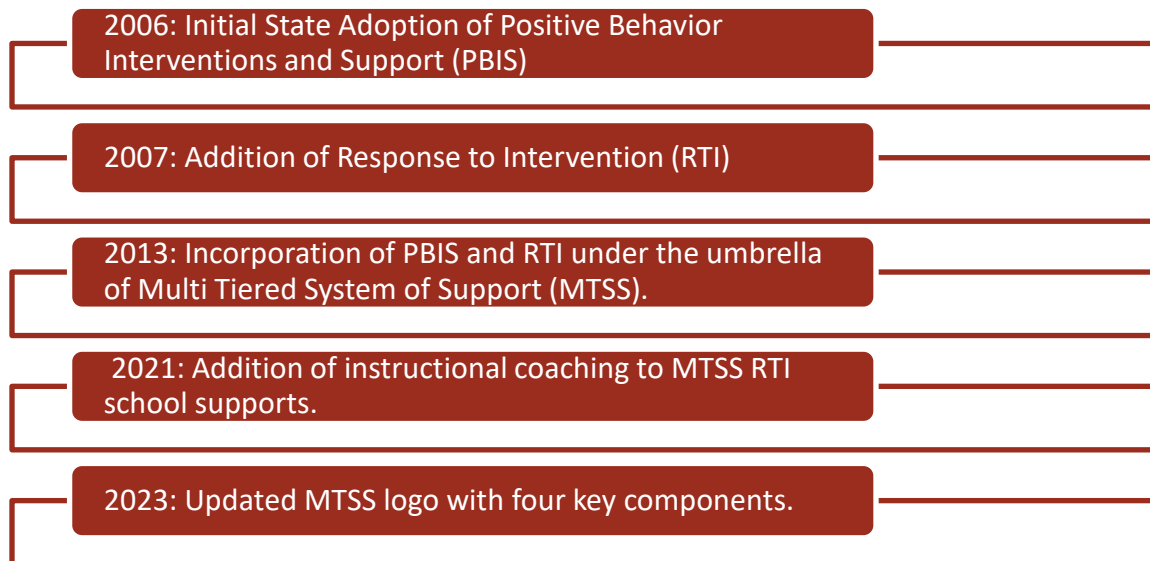 2006: Initial State Adoption of Positive Behavior
Interventions and Support (PBIS)
2007: Addition of Response to Intervention (RTI)
2013: Incorporation of PBIS and RTI under the umbrella
of Multi Tiered System of Support (MTSS).
2021: Addition of instructional coaching to MTSS RTI
school supports.
2023: Updated MTSS logo with four key components.